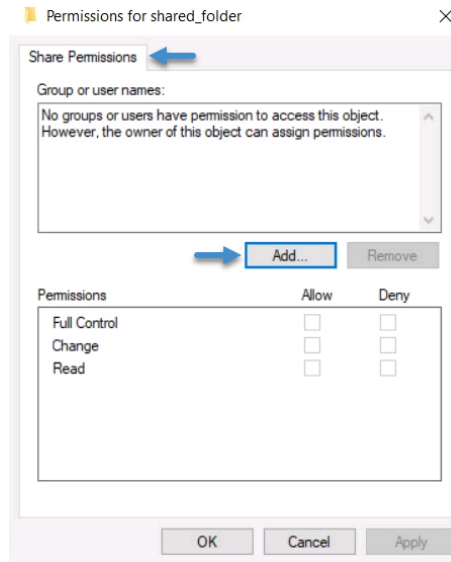 Permissions for shared_folder
Share Permissions
Group or user names:
No groups or users have permission to access this object.
However, the owner of this object can assign permissions.
Add...
Remove
Permissions Allow Deny
Full Control
Change
Read
OK Cancel Apply